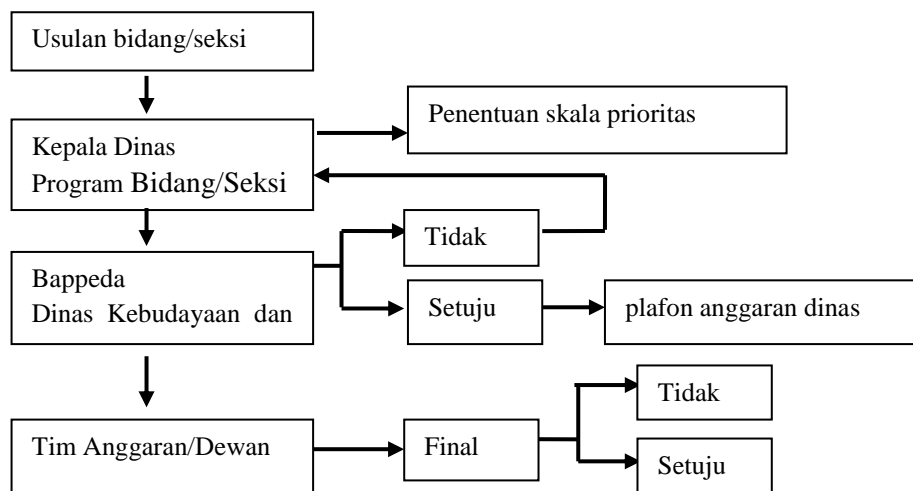 Usulan bidang/seksi
Penentuan skala prioritas
Kepala Dinas
Program Bidang/Seksi
Tidak
Bappeda
Dinas Kebudayaan dan
Setuju
plafon anggaran dinas
Tidak
Tim Anggaran/Dewan
Final
Setuju